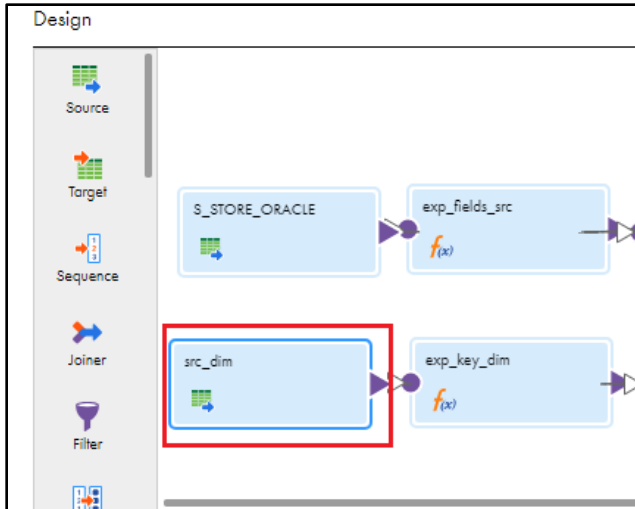 Design
Source
Target
Sequence
Joiner
Filter
S_STORE_ORACLE
f(x)
exp_fields_src
src_dim
exp_key_dim
f(x)